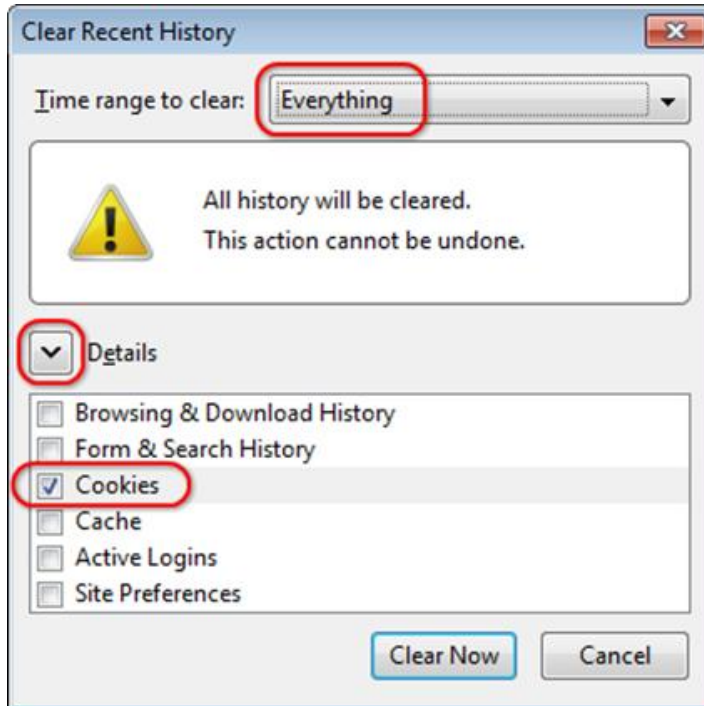 Clear Recent History
Time range to clear: Everything
All history will be cleared.
This action cannot be undone.
Details
Browsing & Download History
Form & Search History
Cookies
Cache
Active Logins
Site Preferences
Clear Now Cancel